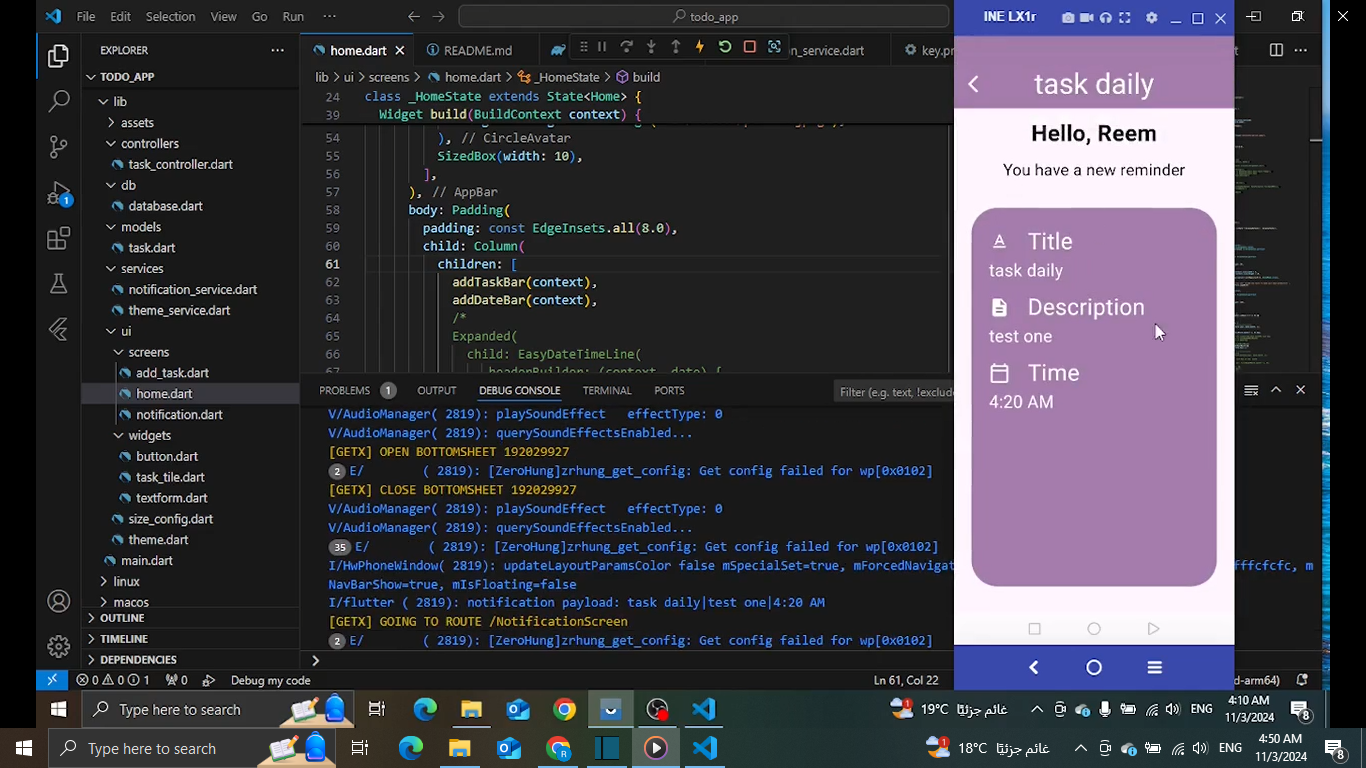 File Edit Selection View Go Run ··· todo_app
INE LX1r
EXPLORER ···
home.dart README.md n_service.dart key.pr
TODO_APP
lib
assets
controllers
task_controller.dart
db
database.dart
models
task.dart
services
notification_service.dart
theme_service.dart
ui
screens
add_task.dart
home.dart
notification.dart
widgets
button.dart
task_tile.dart
textform.dart
size_config.dart
theme.dart
main.dart
linux
macos
OUTLINE
TIMELINE
DEPENDENCIES
lib > ui > screens > home.dart > _HomeState > build
24 class _HomeState extends State<Home> {
39 Widget build(BuildContext context) {
54 ), // CircleAvatar
55 SizedBox(width: 10),
56 ],
57 ), // AppBar
58 body: Padding(
59 padding: const EdgeInsets.all(8.0),
60 child: Column(
61 children: [
62 addTaskBar(context),
63 addDateBar(context),
64 /*
65 Expanded(
66 child: EasyDateTimeLine(
headerBuilder: (context, date) {
PROBLEMS 1 OUTPUT DEBUG CONSOLE TERMINAL PORTS Filter (e.g. text, !exclude
V/AudioManager( 2819): playSoundEffect effectType: 0
V/AudioManager( 2819): querySoundEffectsEnabled...
[GETX] OPEN BOTTOMSHEET 192029927
2 E/ ( 2819): [ZeroHung]zrhung_get_config: Get config failed for wp[0x0102]
[GETX] CLOSE BOTTOMSHEET 192029927
V/AudioManager( 2819): playSoundEffect effectType: 0
V/AudioManager( 2819): querySoundEffectsEnabled...
35 E/ ( 2819): [ZeroHung]zrhung_get_config: Get config failed for wp[0x0102]
I/HwPhoneWindow( 2819): updateLayoutParamsColor false mSpecialSet=true, mForcedNavigat fffcfcfc, m
NavBarShow=true, mIsFloating=false
I/flutter ( 2819): notification payload: task daily|test one|4:20 AM
[GETX] GOING TO ROUTE /NotificationScreen
2 E/ ( 2819): [ZeroHung]zrhung_get_config: Get config failed for wp[0x0102]
task daily
Hello, Reem
You have a new reminder
Title
task daily
Description
test one
Time
4:20 AM
0 0 1 0 Debug my code Ln 61, Col 22 d-arm64)
Type here to search 19°C غائم جزئيًا ENG 4:10 AM
11/3/2024 8
Type here to search 18°C غائم جزئيًا ENG 4:50 AM
11/3/2024 8